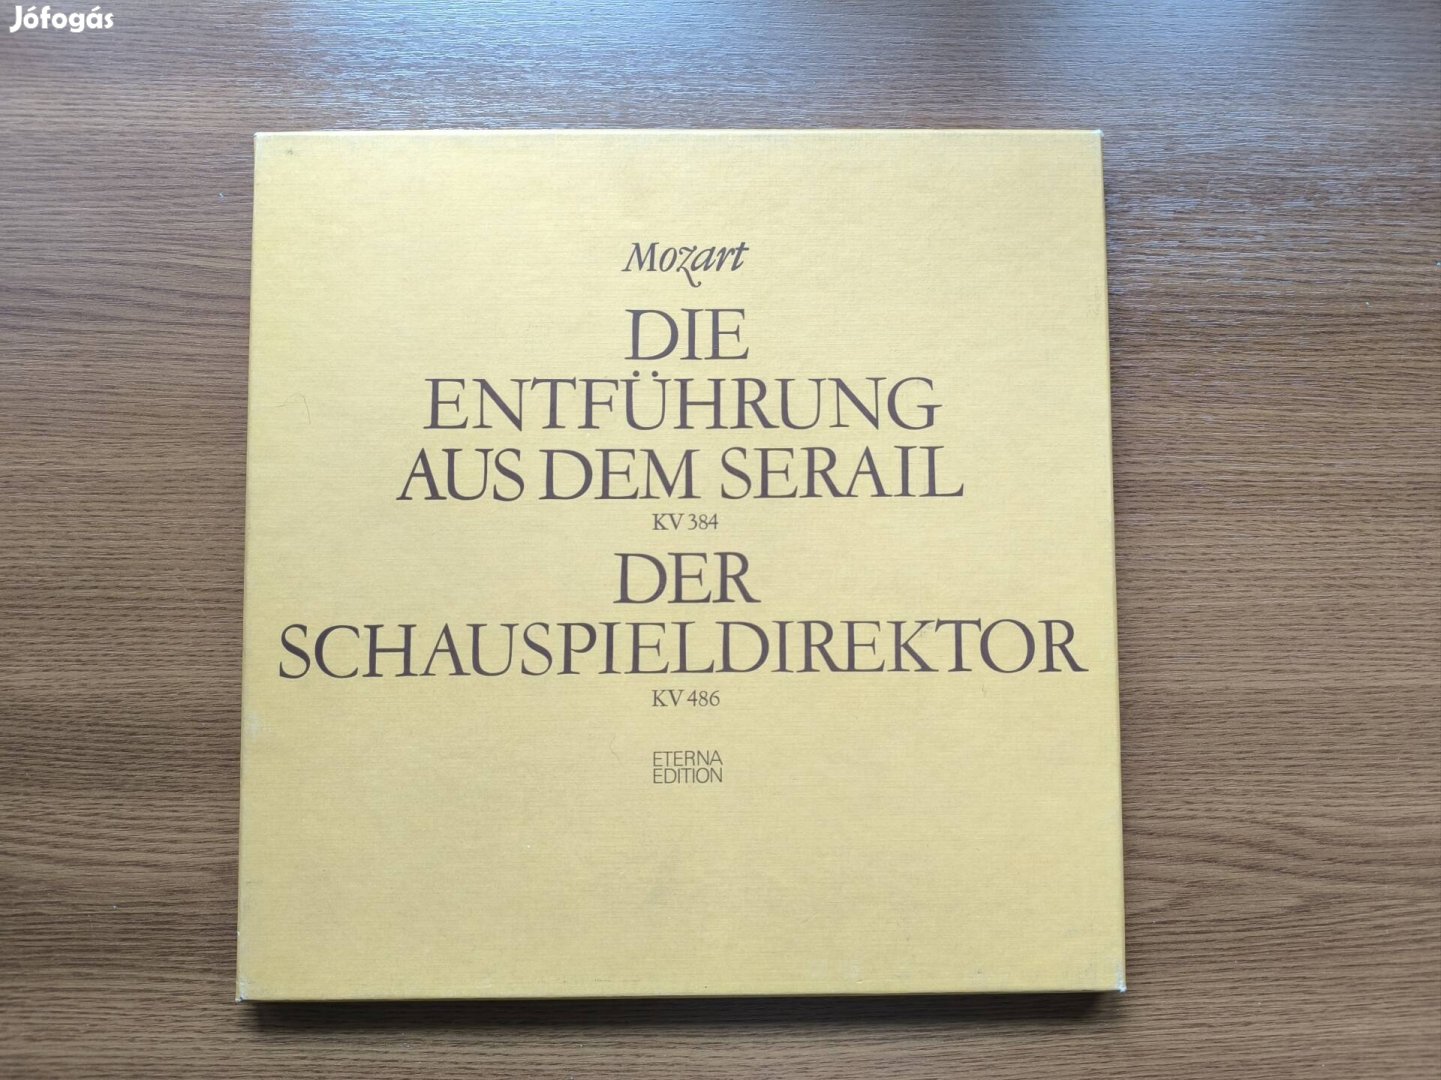 Jófogás
Mozart
DIE
ENTFÜHRUNG
AUS DEM SERAIL
KV 384
DER
SCHAUSPIELDIREKTOR
KV 486
ETERNA
EDITION